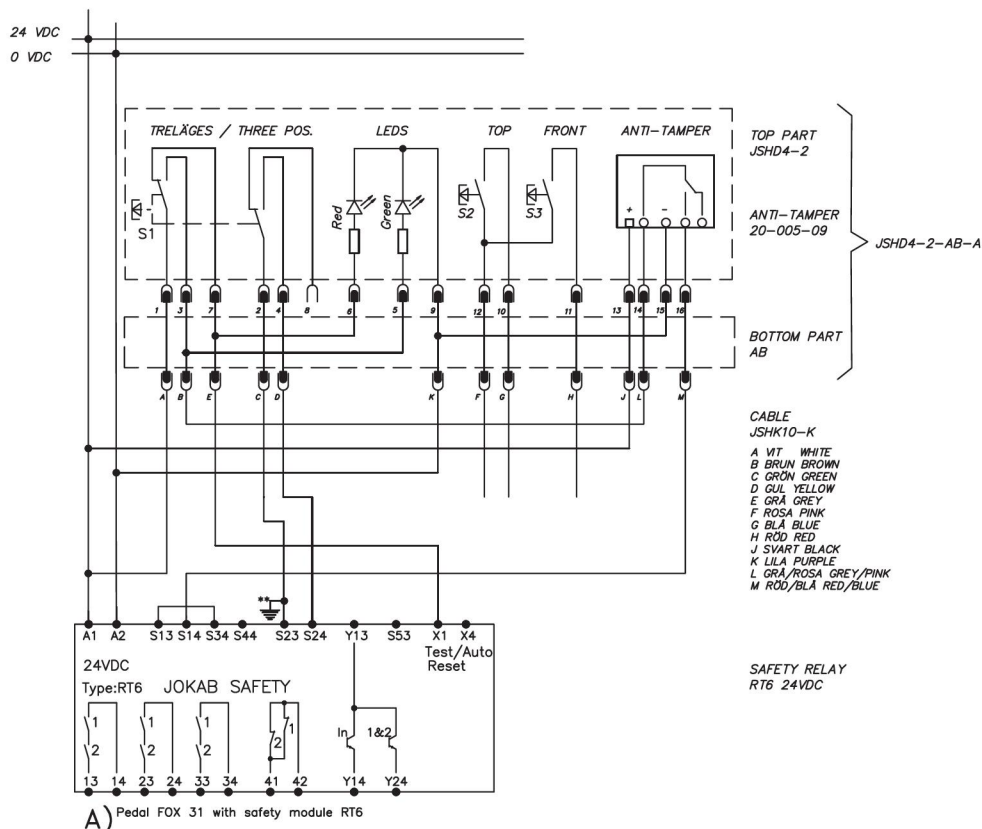 24 VDC
0 VDC
TRELÄGES / THREE POS.
LEDS
TOP
FRONT
ANTI-TAMPER
TOP PART
JSHD4-2
ANTI-TAMPER
20-005-09
JSHD4-2-AB-A
S1
Red
Green
S2
S3
+
-
1
3
7
2
4
8
6
5
9
12
10
11
13
14
15
16
BOTTOM PART
AB
A
B
E
C
D
K
F
G
H
J
L
M
CABLE
JSHK10-K
A VIT WHITE
B BRUN BROWN
C GRÖN GREEN
D GUL YELLOW
E GRÅ GREY
F ROSA PINK
G BLÅ BLUE
H RÖD RED
J SVART BLACK
K LILA PURPLE
L GRÅ/ROSA GREY/PINK
M RÖD/BLÅ RED/BLUE
**
A1 A2 S13 S14 S34 S44 S23 S24 Y13 S53 X1 X4
Test/Auto
Reset
24VDC
Type:RT6 JOKAB SAFETY
SAFETY RELAY
RT6 24VDC
1
1
1
1
2
2
2
2
In
1&2
13 14 23 24 33 34 41 42 Y14 Y24
A) Pedal FOX 31 with safety module RT6